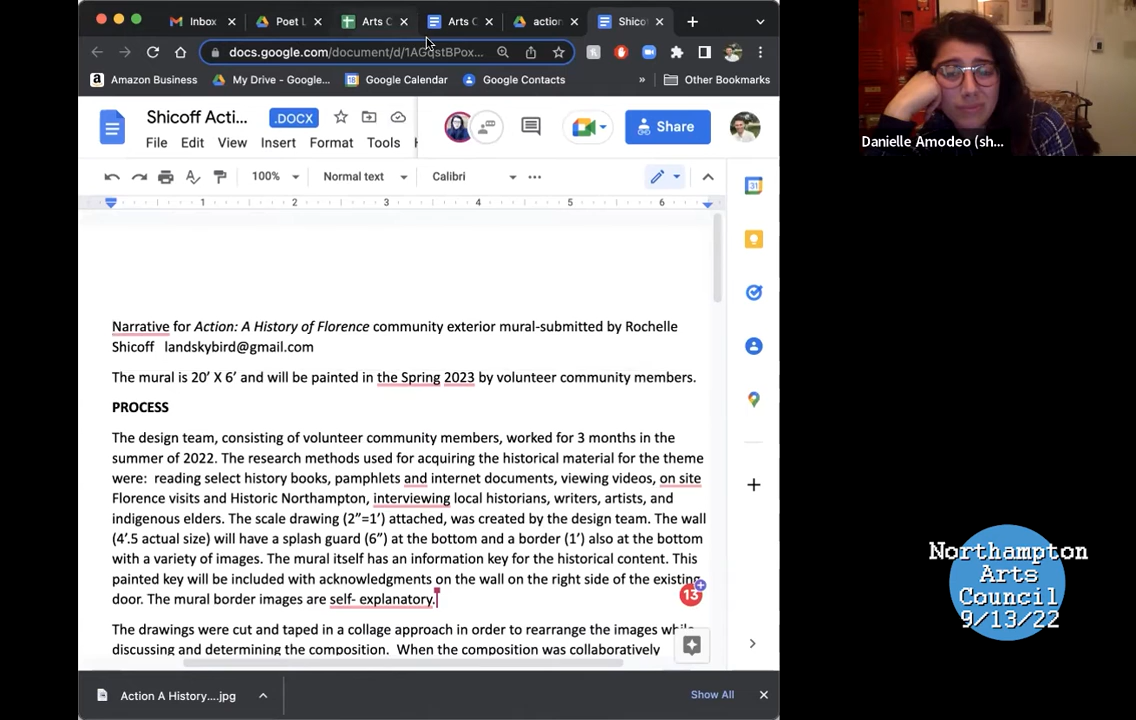 Inbox
Poet L
Arts C
Arts C
action
Shicof
docs.google.com/document/d/1AGqstBPox...
Amazon Business
My Drive - Google...
Google Calendar
Google Contacts
»
Other Bookmarks
Shicoff Acti...
.DOCX
Share
File Edit View Insert Format Tools
100% Normal text Calibri
1 2 3 4 5 6
Narrative for Action: A History of Florence community exterior mural-submitted by Rochelle
Shicoff landskybird@gmail.com
The mural is 20’ X 6’ and will be painted in the Spring 2023 by volunteer community members.
PROCESS
The design team, consisting of volunteer community members, worked for 3 months in the
summer of 2022. The research methods used for acquiring the historical material for the theme
were: reading select history books, pamphlets and internet documents, viewing videos, on site
Florence visits and Historic Northampton, interviewing local historians, writers, artists, and
indigenous elders. The scale drawing (2”=1’) attached, was created by the design team. The wall
(4’.5 actual size) will have a splash guard (6”) at the bottom and a border (1’) also at the bottom
with a variety of images. The mural itself has an information key for the historical content. This
painted key will be included with acknowledgments on the wall on the right side of the existing
door. The mural border images are self- explanatory.
13
The drawings were cut and taped in a collage approach in order to rearrange the images while
discussing and determining the composition. When the composition was collaboratively
Action A History....jpg
Show All
Danielle Amodeo (sh...
Northampton
Arts
Council
9/13/22